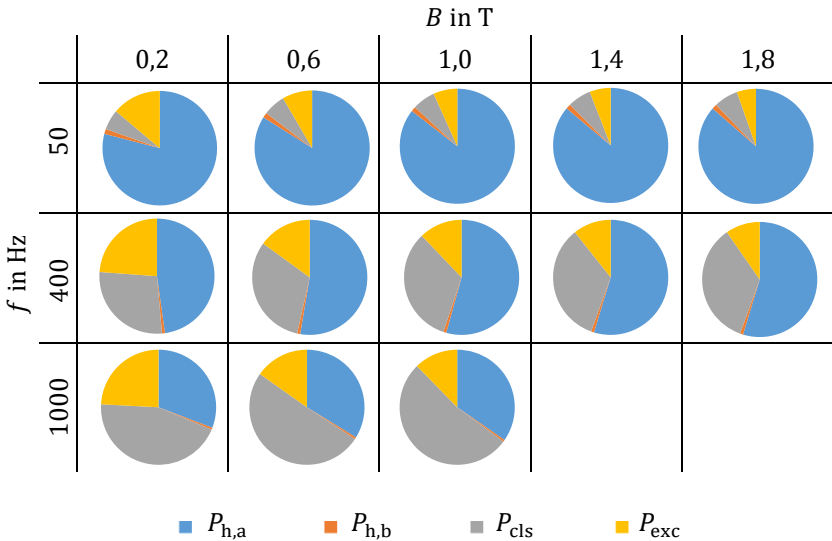 B in T
0,2 0,6 1,0 1,4 1,8
f in Hz
50
400
1000
P_h,a P_h,b P_cls P_exc